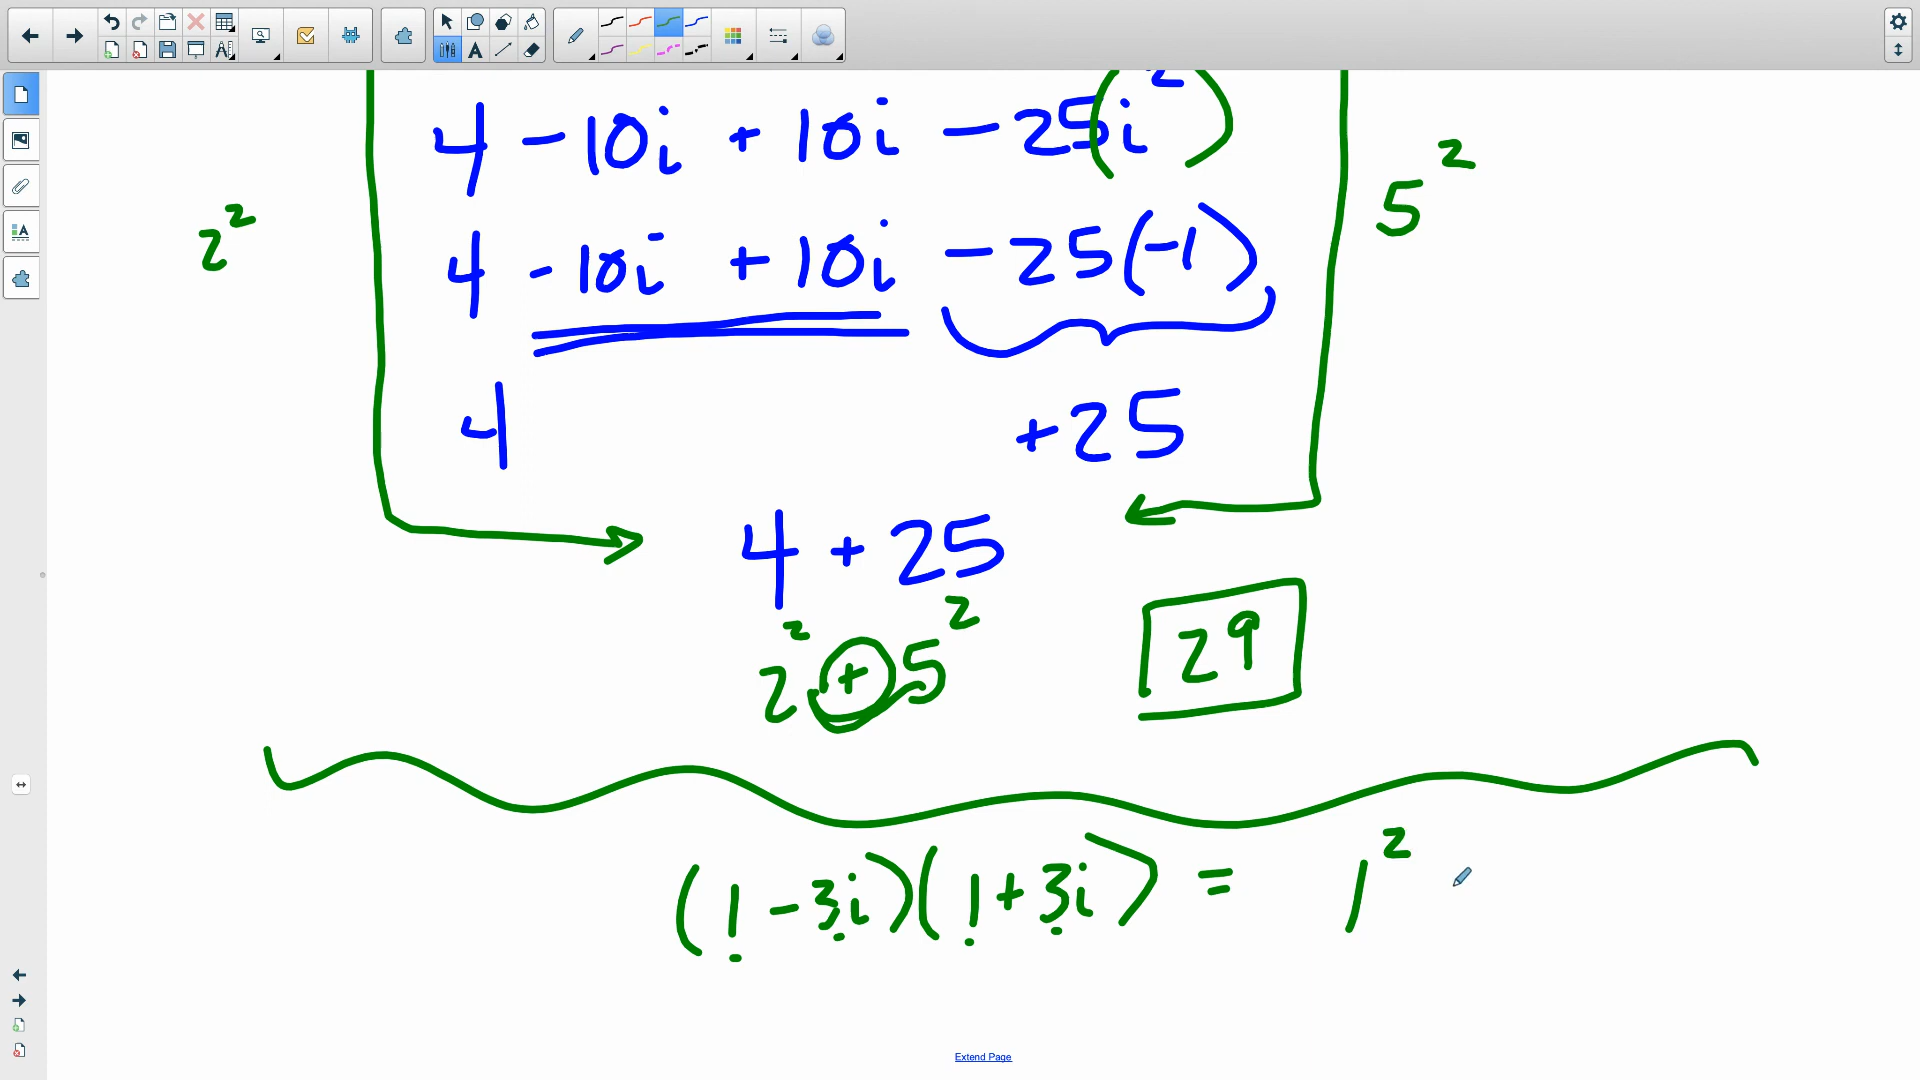 4 - 10i + 10i - 25(i²)
2²
5²
4 - 10i + 10i - 25(-1)
4 + 25
4 + 25
2² + 5²
29
(1 - 3i)(1 + 3i) = 1²
Extend Page